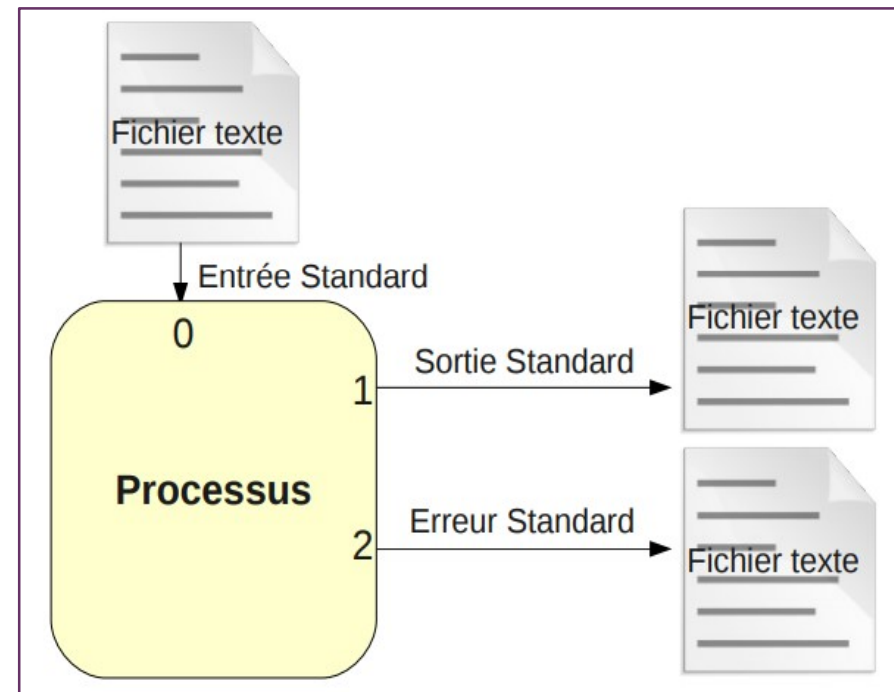 Fichier texte
Entrée Standard
0
Sortie Standard
1
Fichier texte
Processus
Erreur Standard
2
Fichier texte